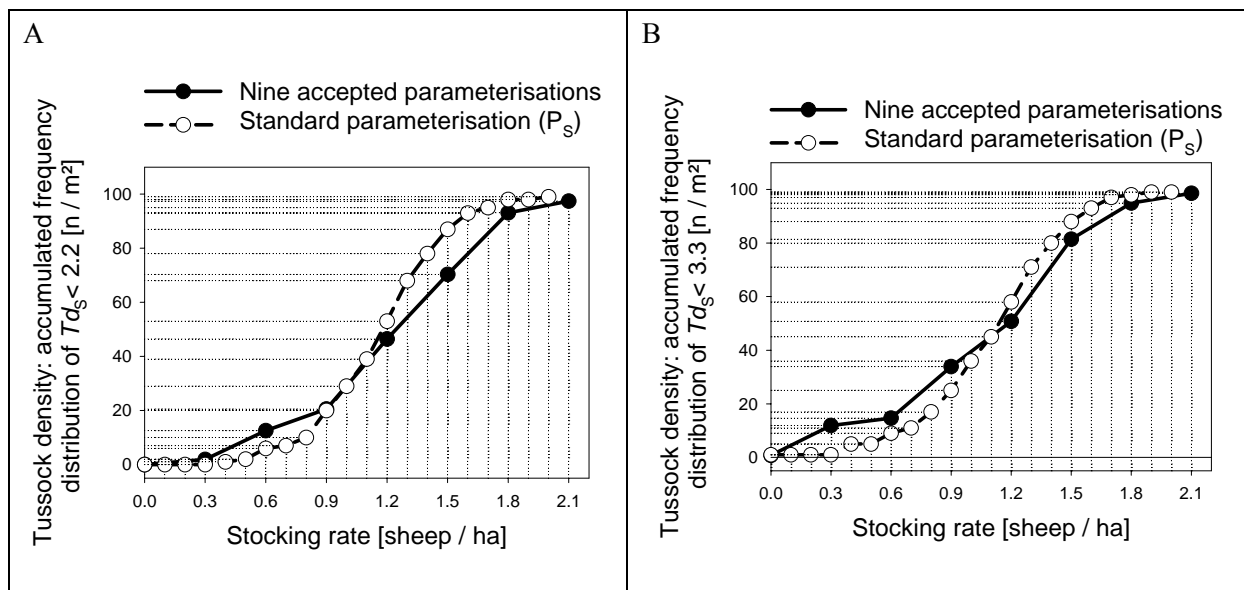 A
Nine accepted parameterisations
Standard parameterisation (PS)
Tussock density: accumulated frequency
distribution of TdS< 2.2 [n / m²]
100
80
60
40
20
0
0.0 0.3 0.6 0.9 1.2 1.5 1.8 2.1
Stocking rate [sheep / ha]
B
Nine accepted parameterisations
Standard parameterisation (PS)
Tussock density: accumulated frequency
distribution of TdS< 3.3 [n / m²]
100
80
60
40
20
0
0.0 0.3 0.6 0.9 1.2 1.5 1.8 2.1
Stocking rate [sheep / ha]